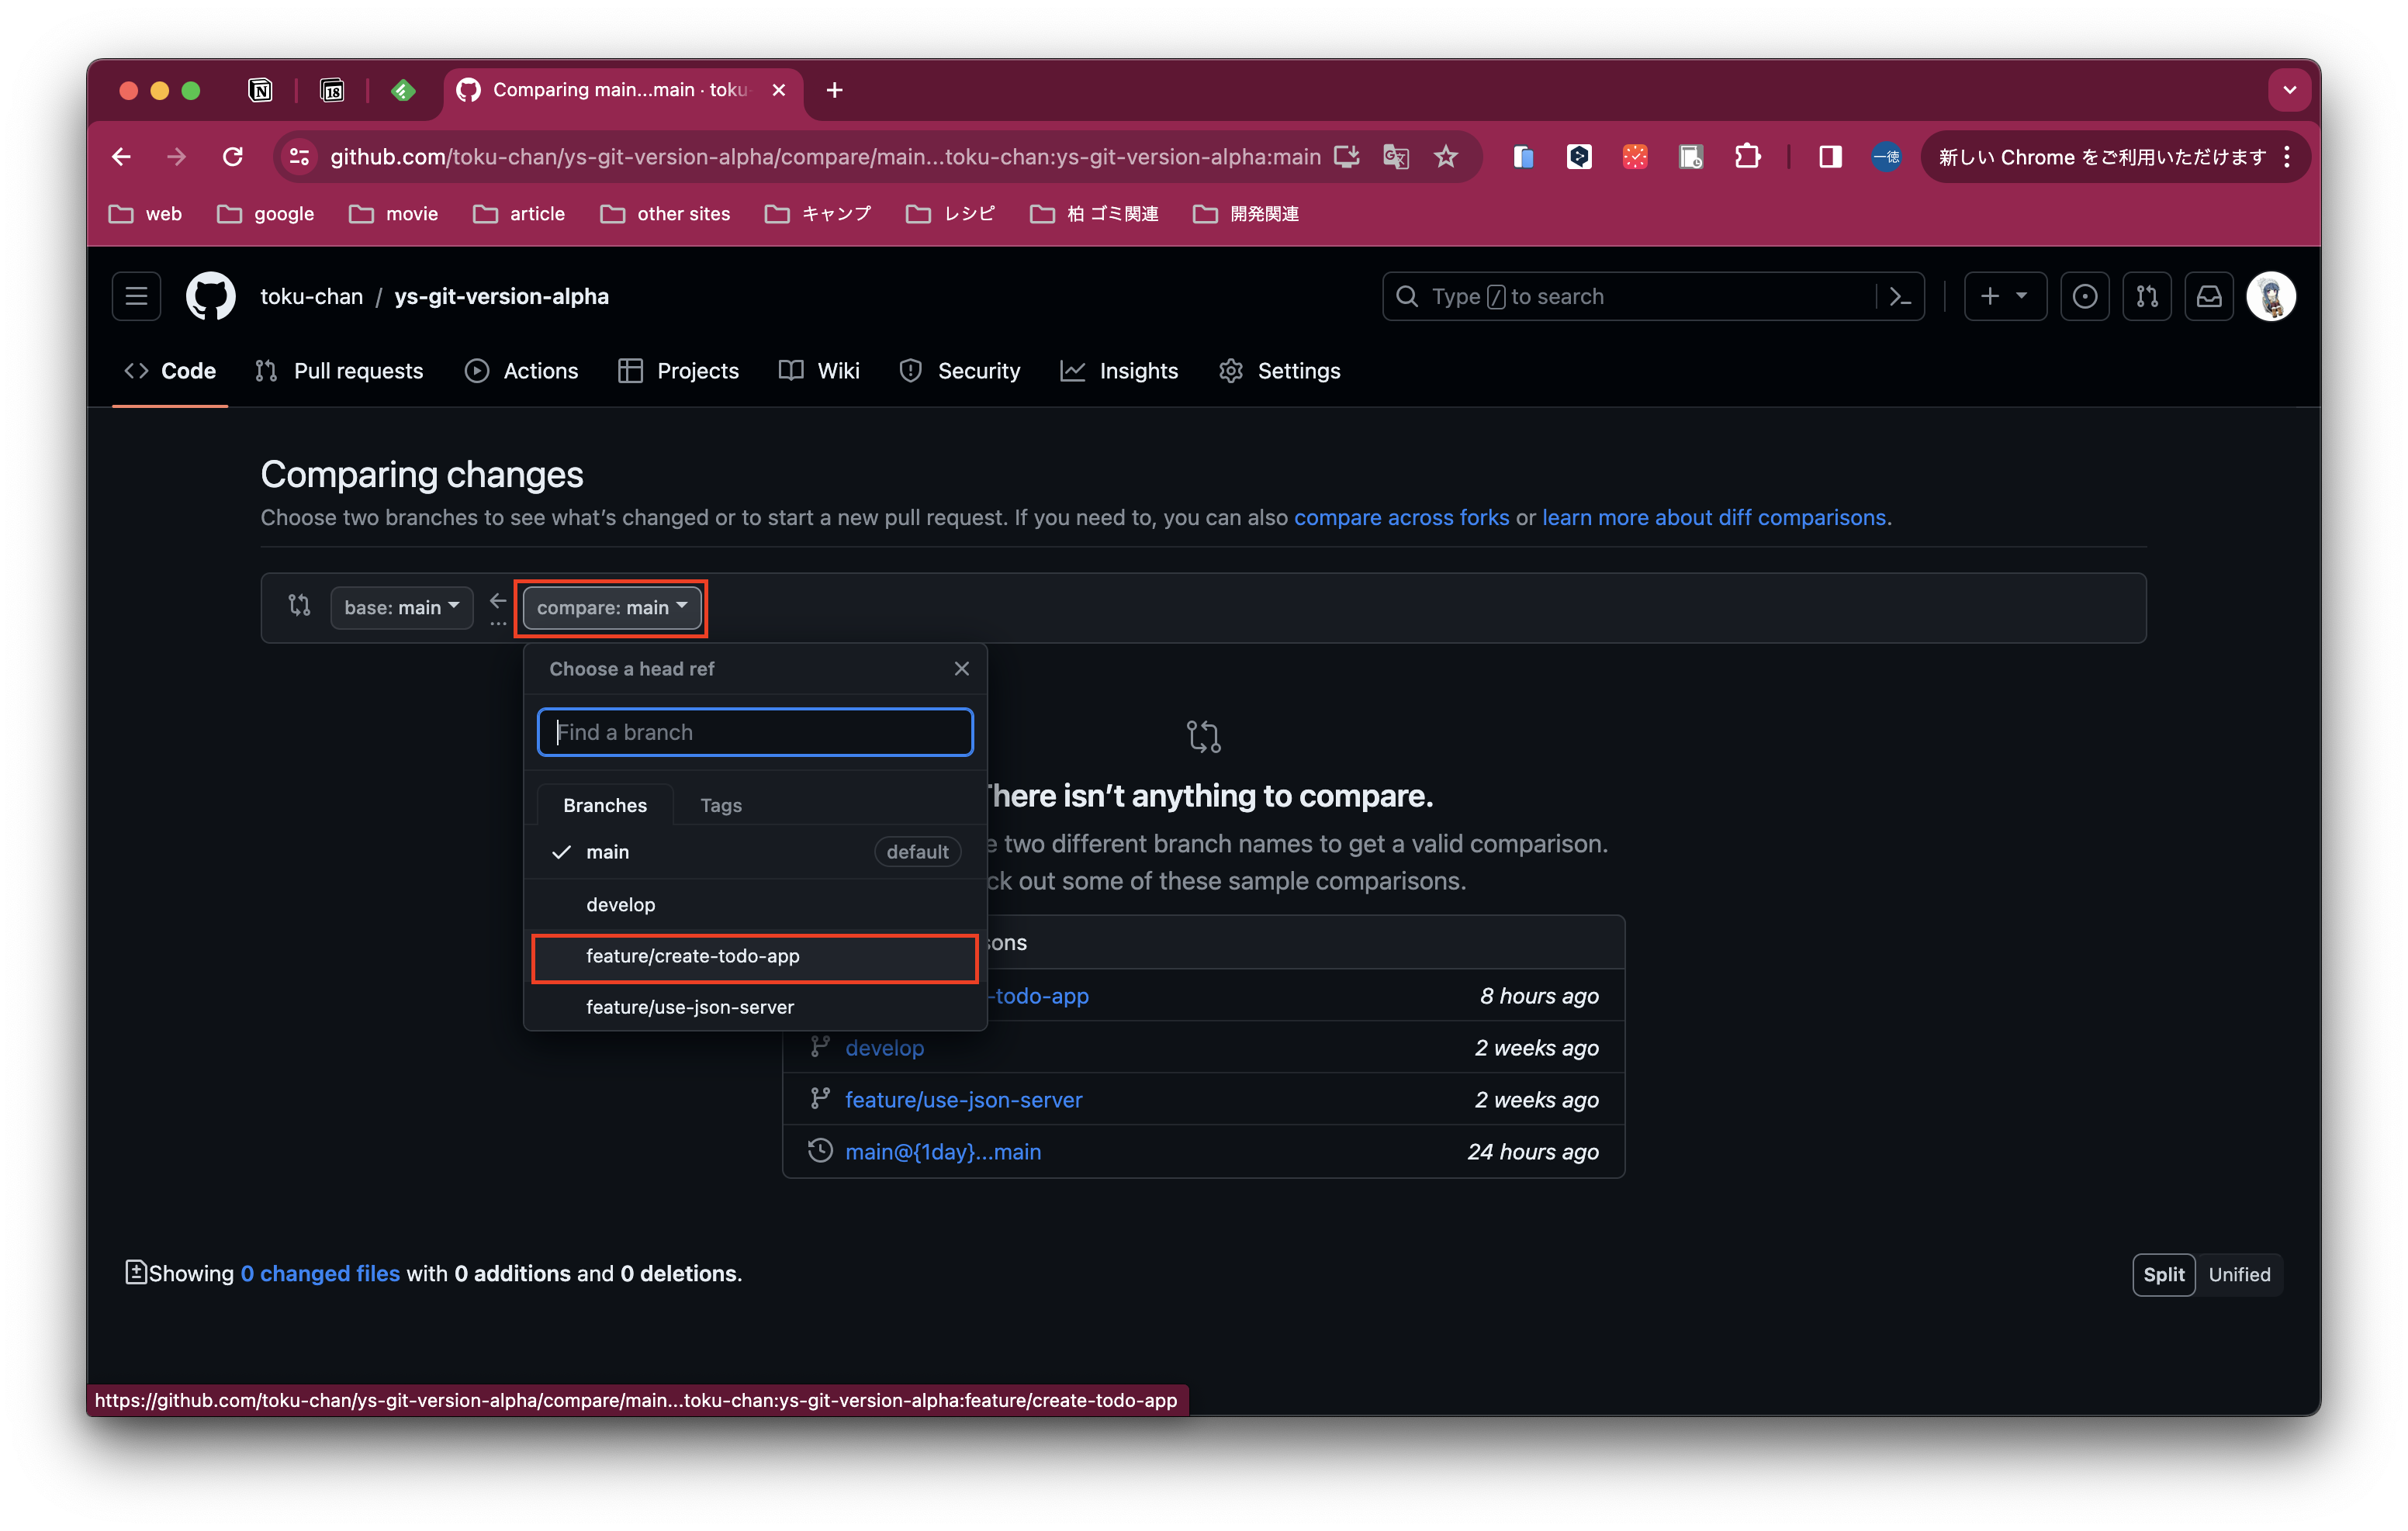 Comparing main...main · toku-
github.com/toku-chan/ys-git-version-alpha/compare/main...toku-chan:ys-git-version-alpha:main
一徳
新しい Chrome をご利用いただけます
web
google
movie
article
other sites
キャンプ
レシピ
柏 ゴミ関連
開発関連
toku-chan / ys-git-version-alpha
Type / to search
Code
Pull requests
Actions
Projects
Wiki
Security
Insights
Settings
Comparing changes
Choose two branches to see what’s changed or to start a new pull request. If you need to, you can also compare across forks or learn more about diff comparisons.
base: main
compare: main
Choose a head ref
Find a branch
Branches
Tags
main
default
develop
feature/create-todo-app
feature/use-json-server
here isn’t anything to compare.
two different branch names to get a valid comparison.
ck out some of these sample comparisons.
ons
-todo-app
8 hours ago
develop
2 weeks ago
feature/use-json-server
2 weeks ago
main@{1day}...main
24 hours ago
Showing 0 changed files with 0 additions and 0 deletions.
Split
Unified
https://github.com/toku-chan/ys-git-version-alpha/compare/main...toku-chan:ys-git-version-alpha:feature/create-todo-app